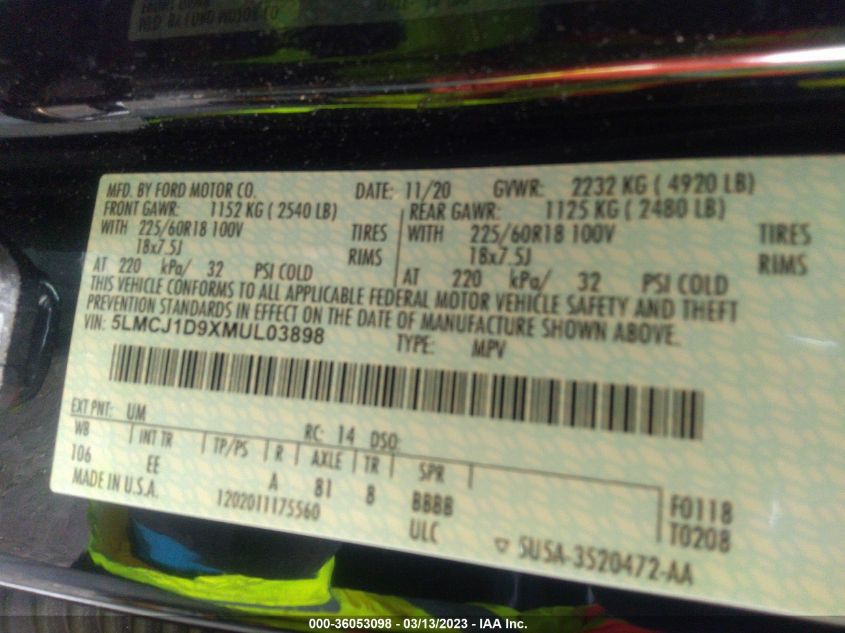 MFD. BY FORD MOTOR CO.
MFD. BY FORD MOTOR CO. DATE: 11/20 GVWR: 2232 KG ( 4920 LB)
FRONT GAWR: 1152 KG ( 2540 LB) REAR GAWR: 1125 KG ( 2480 LB)
WITH 225/60R18 100V TIRES WITH 225/60R18 100V TIRES
18x7.5J RIMS 18x7.5J RIMS
AT 220 kPa/ 32 PSI COLD AT 220 kPa/ 32 PSI COLD
THIS VEHICLE CONFORMS TO ALL APPLICABLE FEDERAL MOTOR VEHICLE SAFETY AND THEFT
PREVENTION STANDARDS IN EFFECT ON THE DATE OF MANUFACTURE SHOWN ABOVE.
VIN: 5LMCJ1D9XMUL03898 TYPE: MPV
EXT PNT: UM RC: 14 DSO:
WB INT TR TP/PS R AXLE TR SPR
106 EE A 81 8 BBBB F0118
MADE IN U.S.A. 1202011175560 ULC T0208
5U5A-3520472-AA
000-36053098 - 03/13/2023 - IAA Inc.